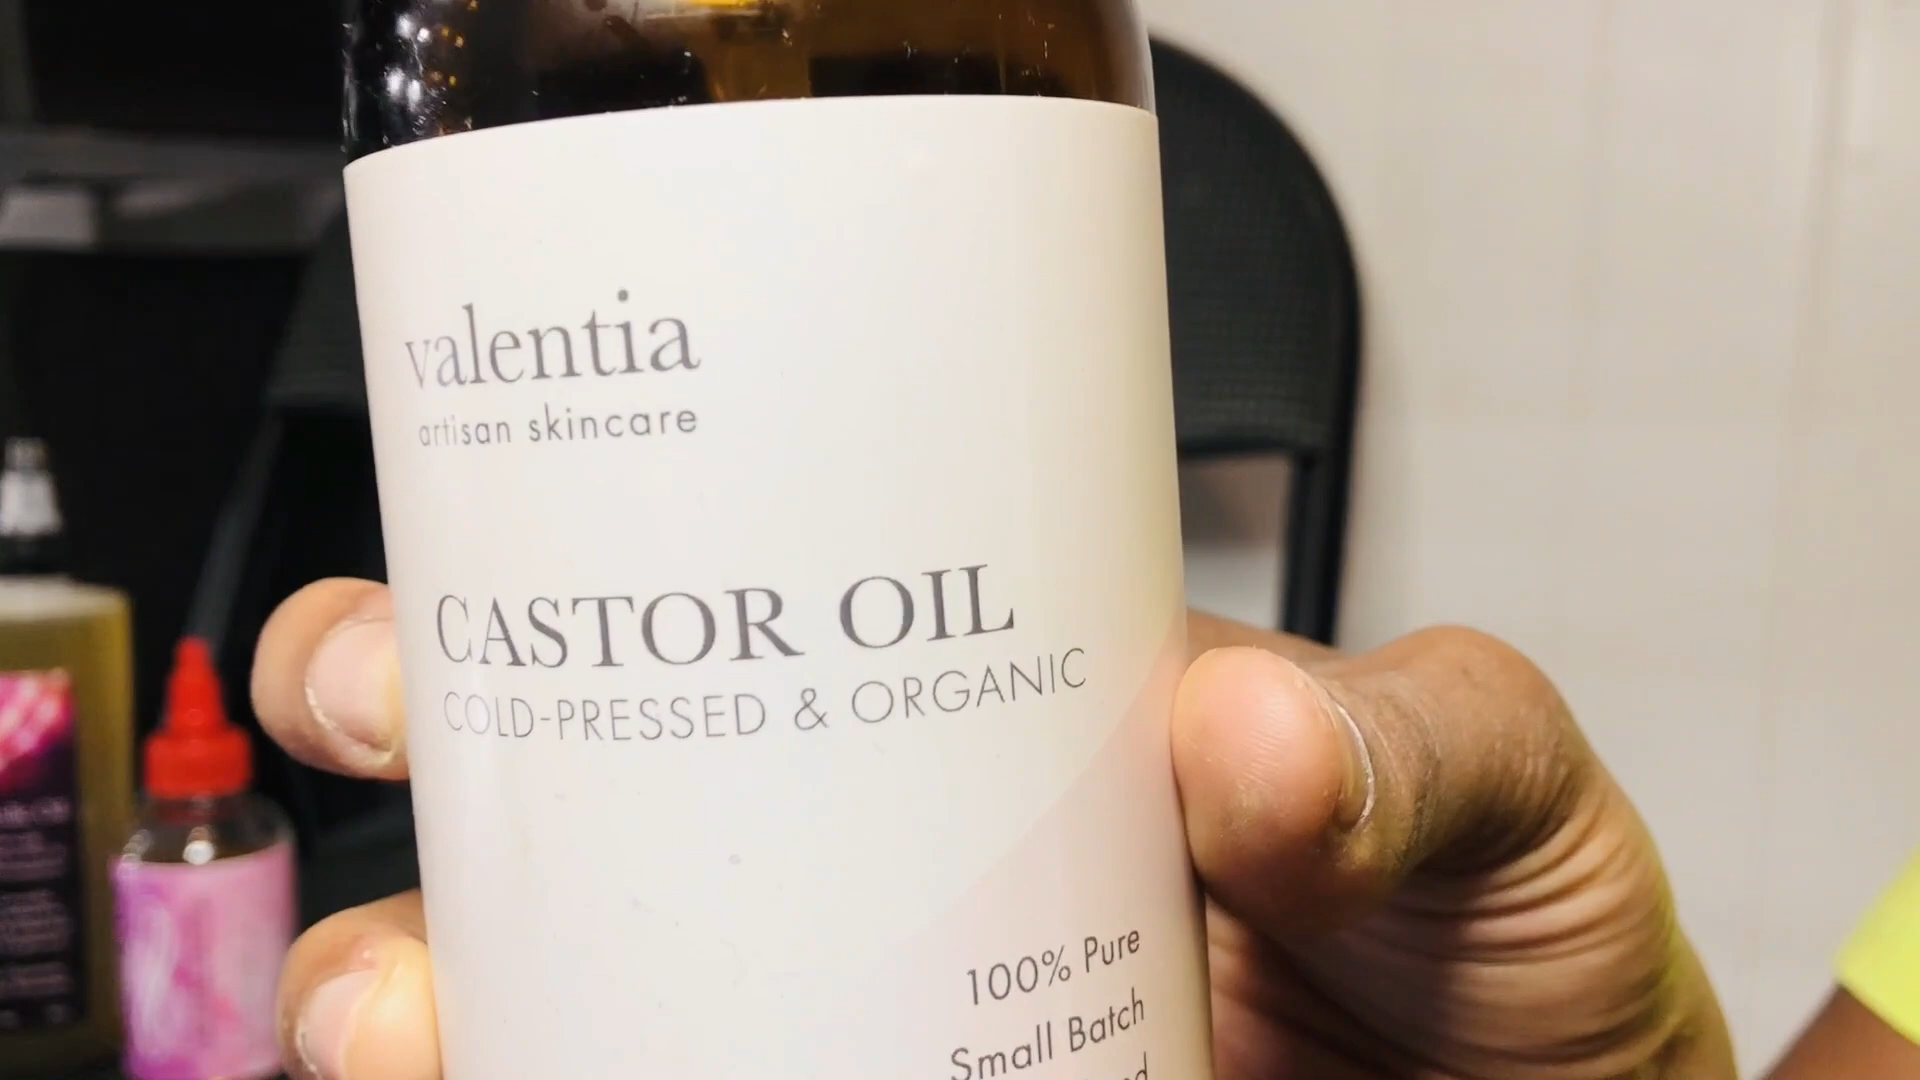 valentia
artisan skincare
CASTOR OIL
COLD-PRESSED & ORGANIC
100% Pure
Small Batch